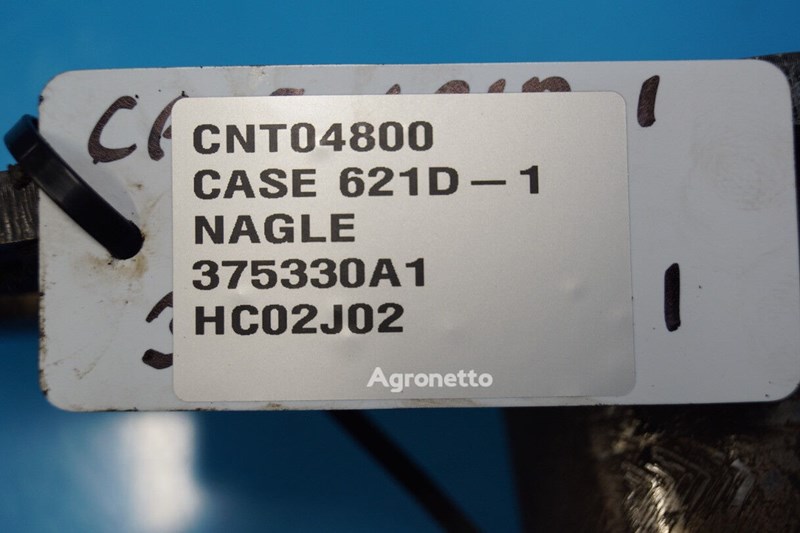 CNT04800
CASE 621D – 1
NAGLE
375330A1
HC02J02
Agronetto